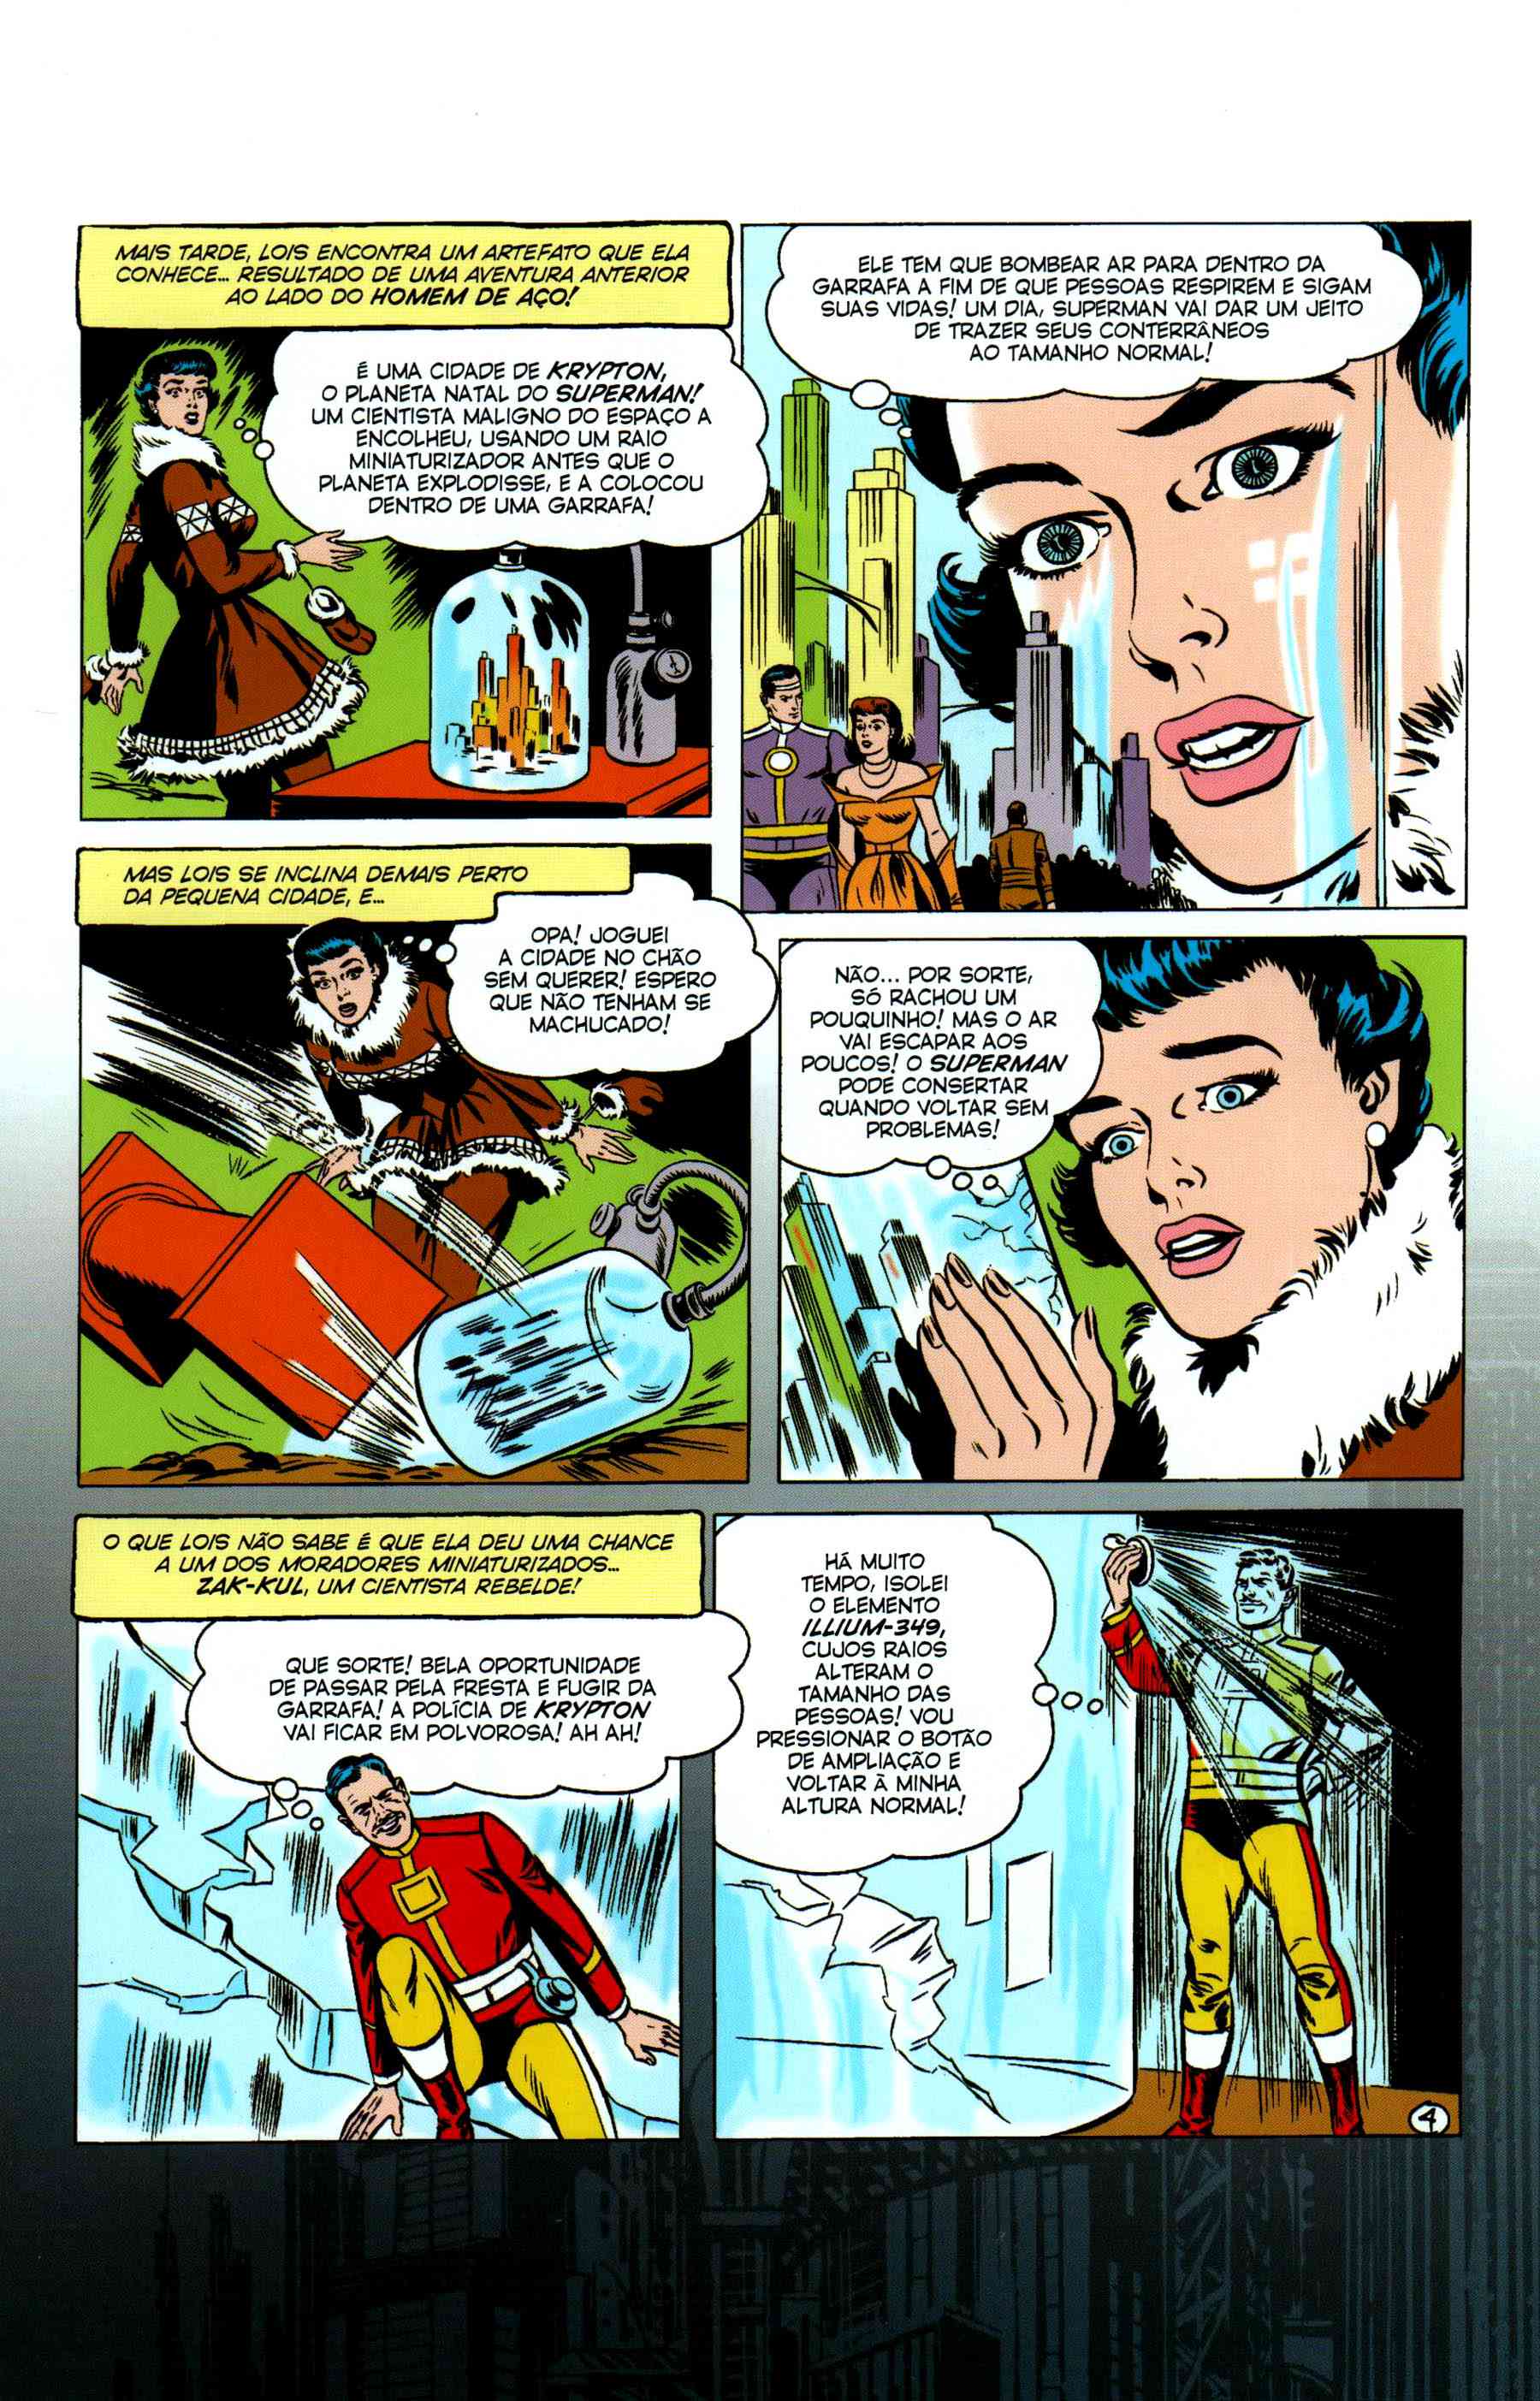 MAIS TARDE, LOIS ENCONTRA UM ARTEFATO QUE ELA
CONHECE... RESULTADO DE UMA AVENTURA ANTERIOR
AO LADO DO HOMEM DE AÇO!
É UMA CIDADE DE KRYPTON,
O PLANETA NATAL DO SUPERMAN!
UM CIENTISTA MALIGNO DO ESPAÇO A
ENCOLHEU, USANDO UM RAIO
MINIATURIZADOR ANTES QUE O
PLANETA EXPLODISSE, E A COLOCOU
DENTRO DE UMA GARRAFA!
ELE TEM QUE BOMBEAR AR PARA DENTRO DA
GARRAFA A FIM DE QUE PESSOAS RESPIREM E SIGAM
SUAS VIDAS! UM DIA, SUPERMAN VAI DAR UM JEITO
DE TRAZER SEUS CONTERRÂNEOS
AO TAMANHO NORMAL!
MAS LOIS SE INCLINA DEMAIS PERTO
DA PEQUENA CIDADE, E...
OPA! JOGUEI
A CIDADE NO CHÃO
SEM QUERER! ESPERO
QUE NÃO TENHAM SE
MACHUCADO!
NÃO... POR SORTE,
SÓ RACHOU UM
POUQUINHO! MAS O AR
VAI ESCAPAR AOS
POUCOS! O SUPERMAN
PODE CONSERTAR
QUANDO VOLTAR SEM
PROBLEMAS!
O QUE LOIS NÃO SABE É QUE ELA DEU UMA CHANCE
A UM DOS MORADORES MINIATURIZADOS...
ZAK-KUL, UM CIENTISTA REBELDE!
QUE SORTE! BELA OPORTUNIDADE
DE PASSAR PELA FRESTA E FUGIR DA
GARRAFA! A POLÍCIA DE KRYPTON
VAI FICAR EM POLVOROSA! AH AH!
HÁ MUITO
TEMPO, ISOLEI
O ELEMENTO
ILLIUM-349,
CUJOS RAIOS
ALTERAM O
TAMANHO DAS
PESSOAS! VOU
PRESSIONAR O BOTÃO
DE AMPLIAÇÃO E
VOLTAR À MINHA
ALTURA NORMAL!
4